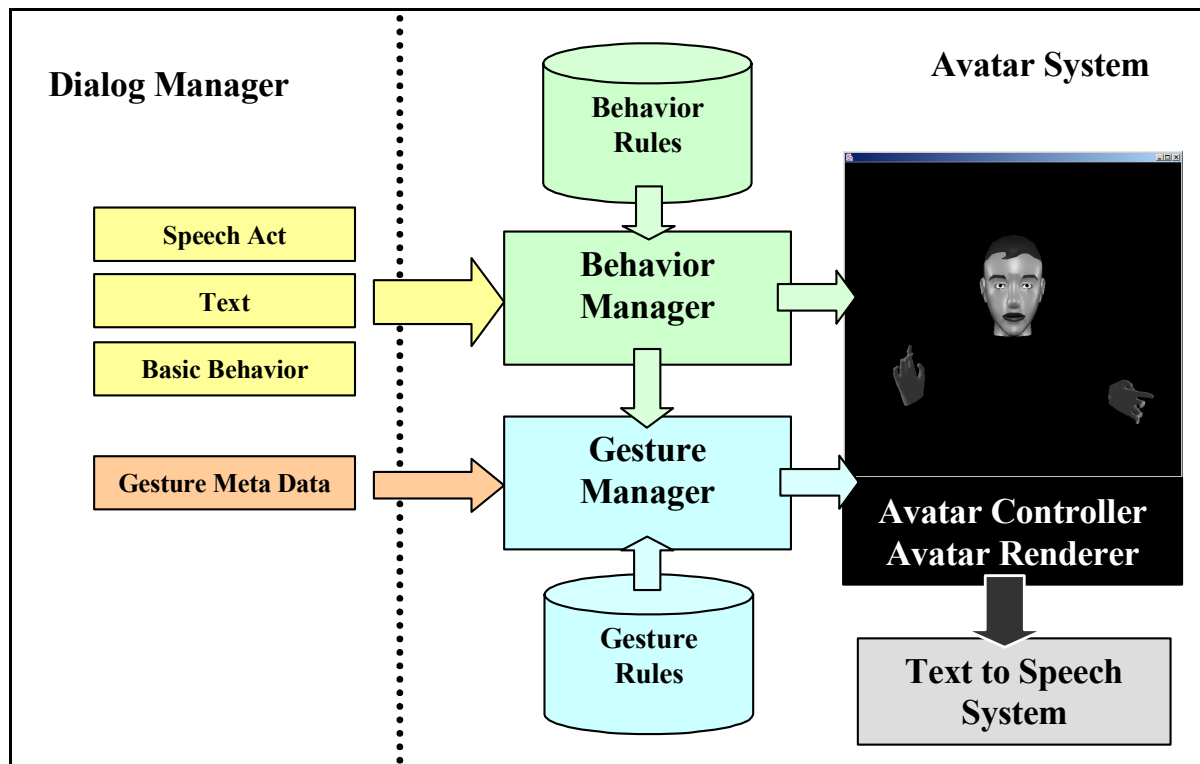 Dialog Manager
Speech Act
Text
Basic Behavior
Gesture Meta Data
Behavior
Rules
Behavior
Manager
Gesture
Manager
Gesture
Rules
Avatar System
Avatar Controller
Avatar Renderer
Text to Speech
System